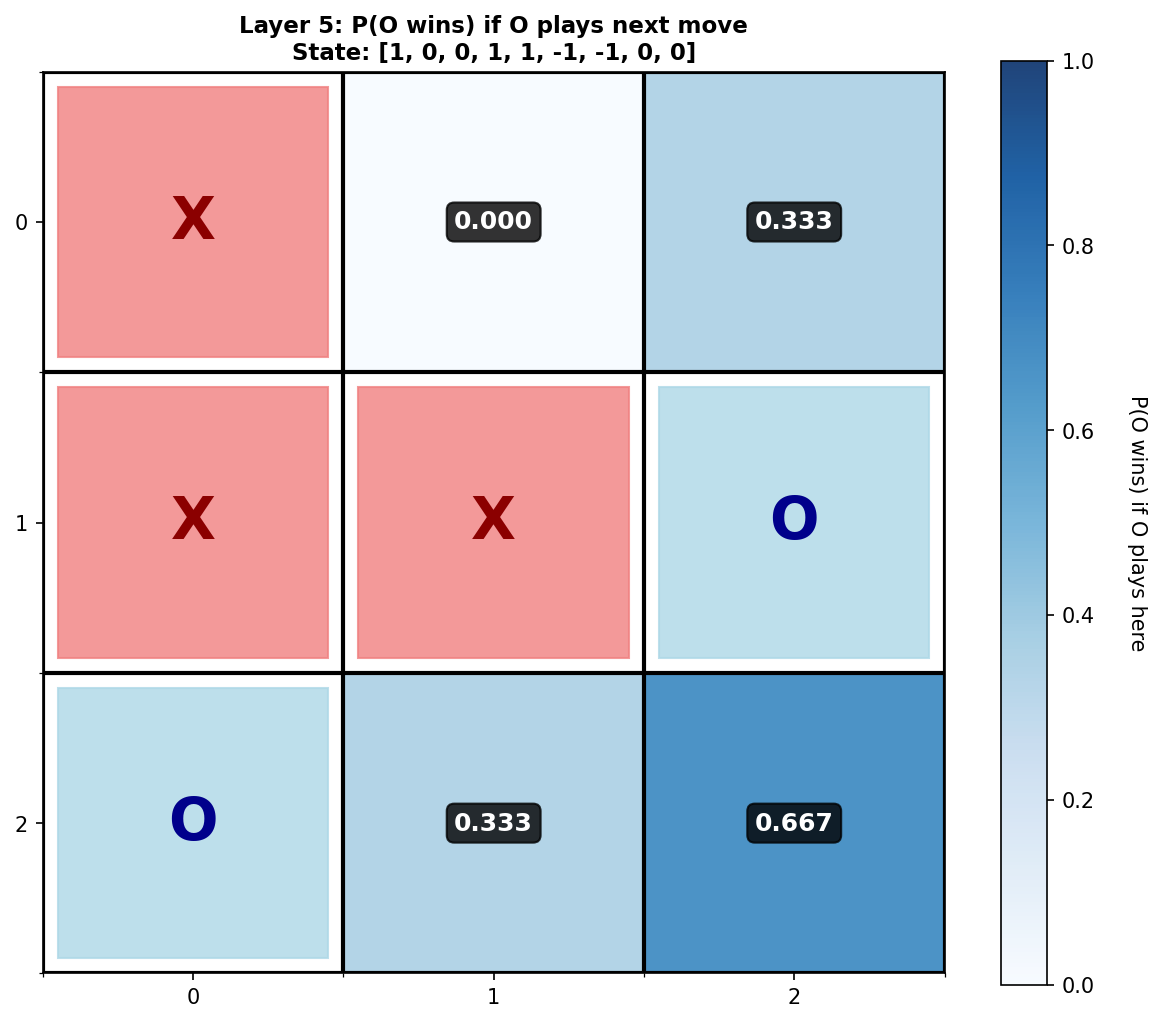 Layer 5: P(O wins) if O plays next move
State: [1, 0, 0, 1, 1, -1, -1, 0, 0]
X
0.000
0.333
X
X
O
O
0.333
0.667
0
1
2
0
1
2
1.0
0.8
0.6
0.4
0.2
0.0
P(O wins) if O plays here